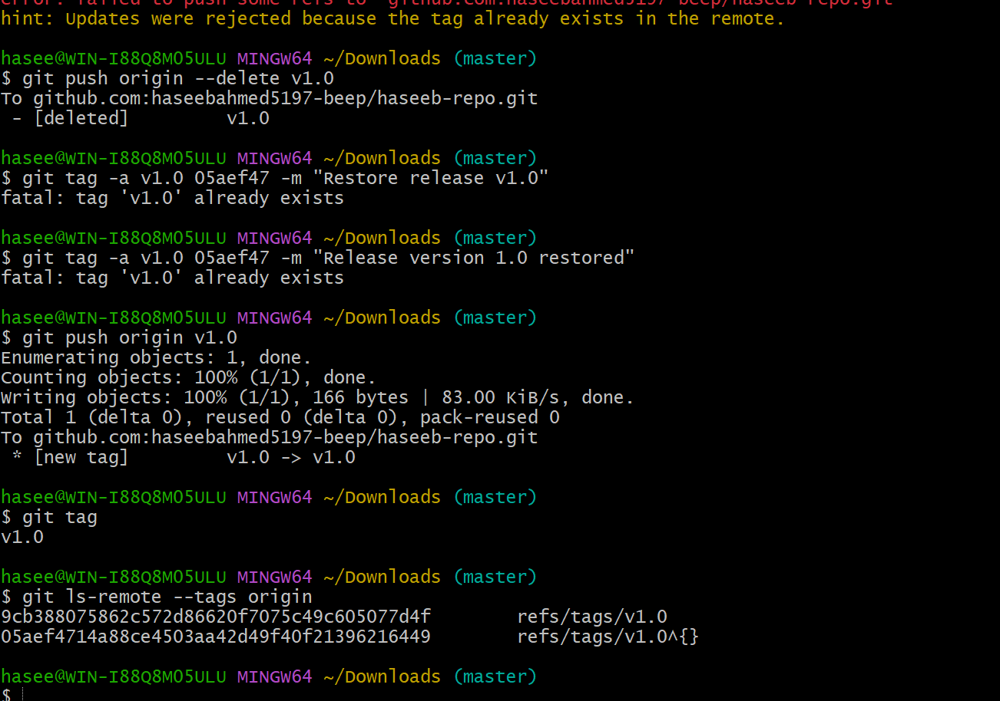 error: failed to push some refs to 'github.com:haseebahmed5197-beep/haseeb-repo.git'
hint: Updates were rejected because the tag already exists in the remote.
hasee@WIN-I88Q8MO5ULU MINGW64 ~/Downloads (master)
$ git push origin --delete v1.0
To github.com:haseebahmed5197-beep/haseeb-repo.git
 - [deleted]         v1.0
hasee@WIN-I88Q8MO5ULU MINGW64 ~/Downloads (master)
$ git tag -a v1.0 05aef47 -m "Restore release v1.0"
fatal: tag 'v1.0' already exists
hasee@WIN-I88Q8MO5ULU MINGW64 ~/Downloads (master)
$ git tag -a v1.0 05aef47 -m "Release version 1.0 restored"
fatal: tag 'v1.0' already exists
hasee@WIN-I88Q8MO5ULU MINGW64 ~/Downloads (master)
$ git push origin v1.0
Enumerating objects: 1, done.
Counting objects: 100% (1/1), done.
Writing objects: 100% (1/1), 166 bytes | 83.00 KiB/s, done.
Total 1 (delta 0), reused 0 (delta 0), pack-reused 0
To github.com:haseebahmed5197-beep/haseeb-repo.git
 * [new tag]         v1.0 -> v1.0
hasee@WIN-I88Q8MO5ULU MINGW64 ~/Downloads (master)
$ git tag
v1.0
hasee@WIN-I88Q8MO5ULU MINGW64 ~/Downloads (master)
$ git ls-remote --tags origin
9cb388075862c572d86620f7075c49c605077d4f        refs/tags/v1.0
05aef4714a88ce4503aa42d49f40f21396216449        refs/tags/v1.0^{}
hasee@WIN-I88Q8MO5ULU MINGW64 ~/Downloads (master)
$